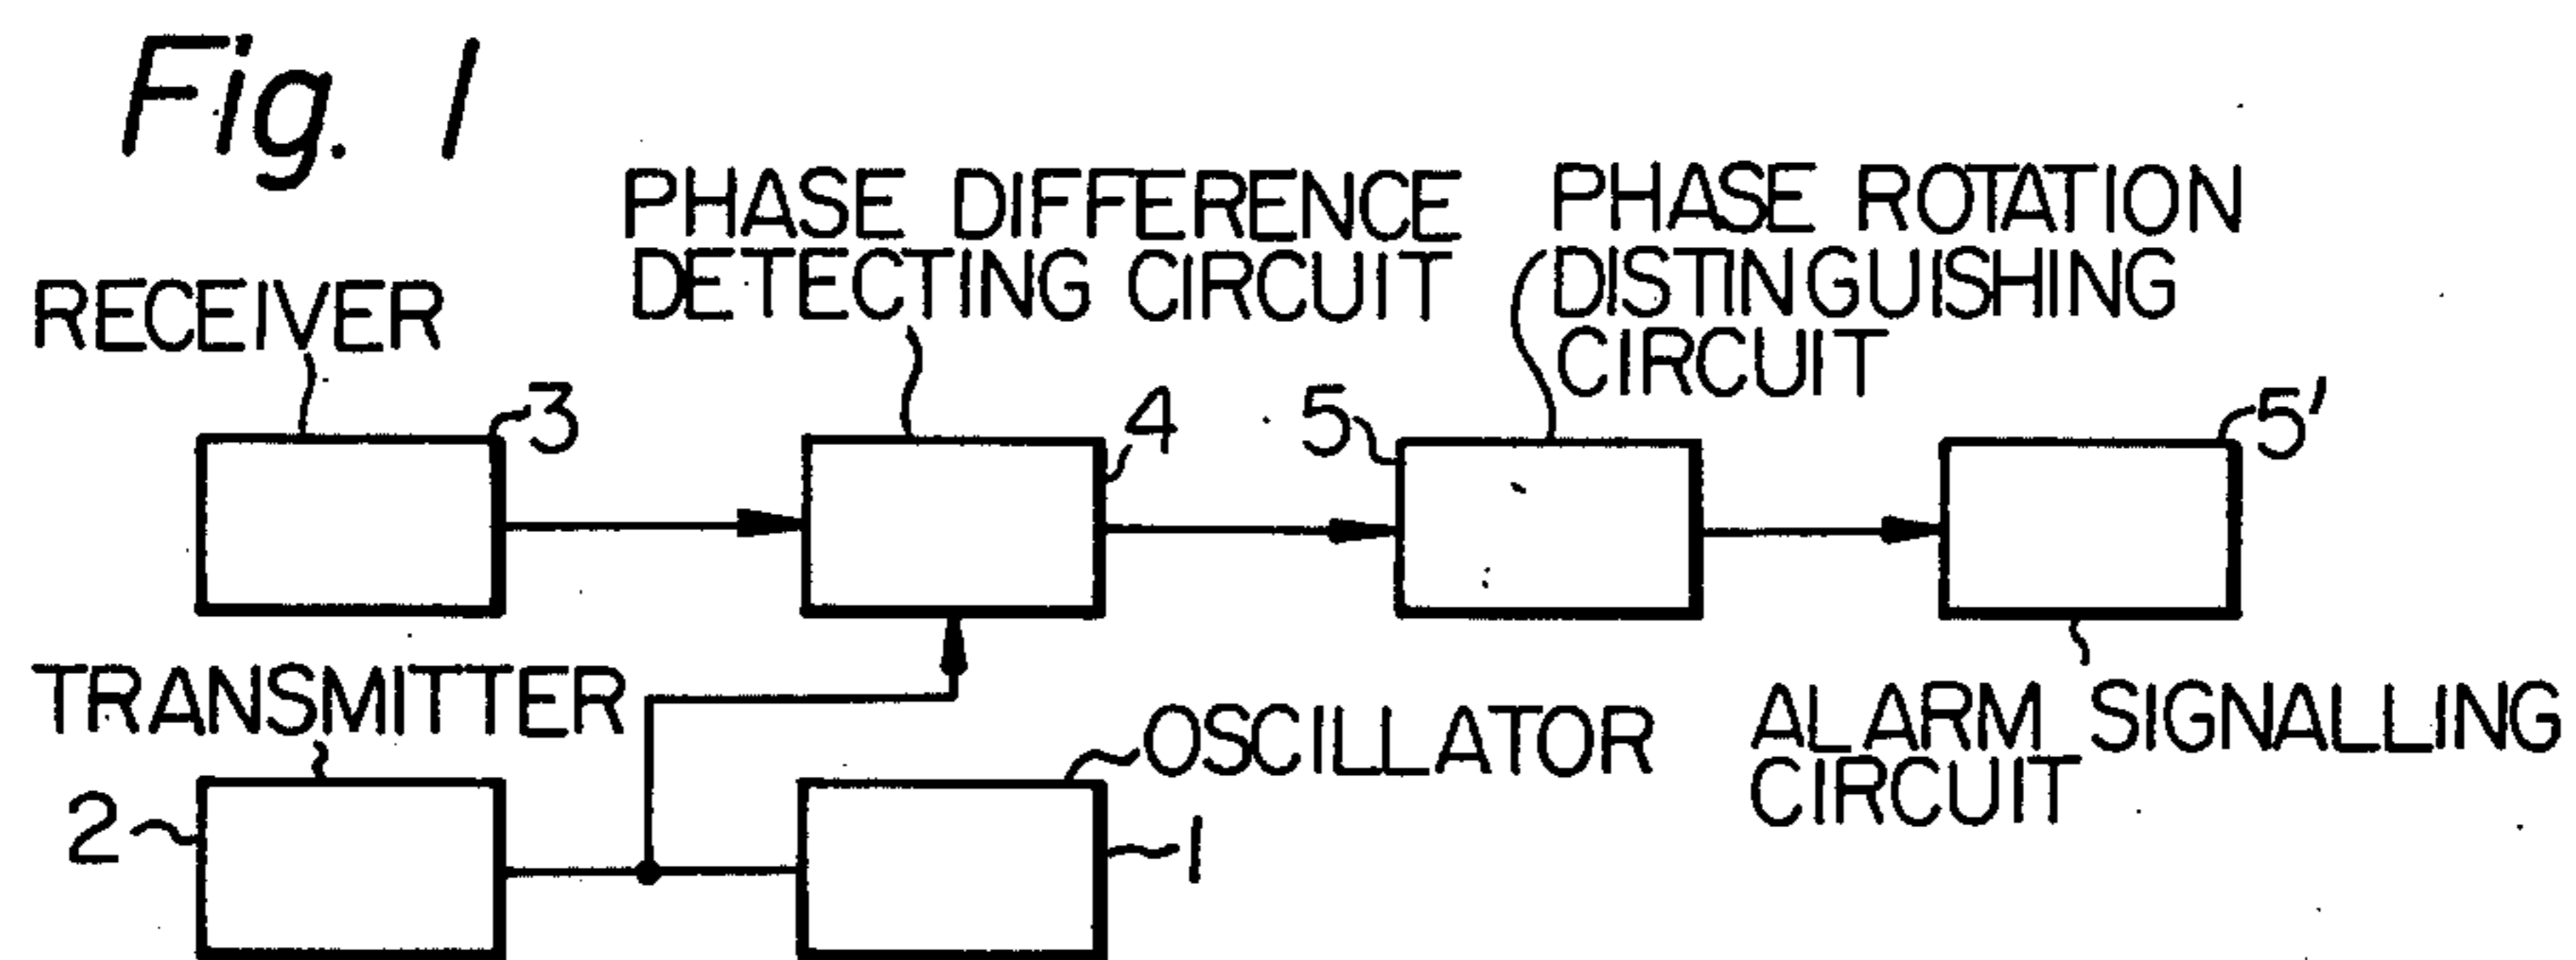 Fig. 1
PHASE DIFFERENCE
DETECTING CIRCUIT
PHASE ROTATION
DISTINGUISHING
CIRCUIT
RECEIVER
3
4
5
5'
TRANSMITTER
OSCILLATOR
ALARM SIGNALLING
CIRCUIT
2
1